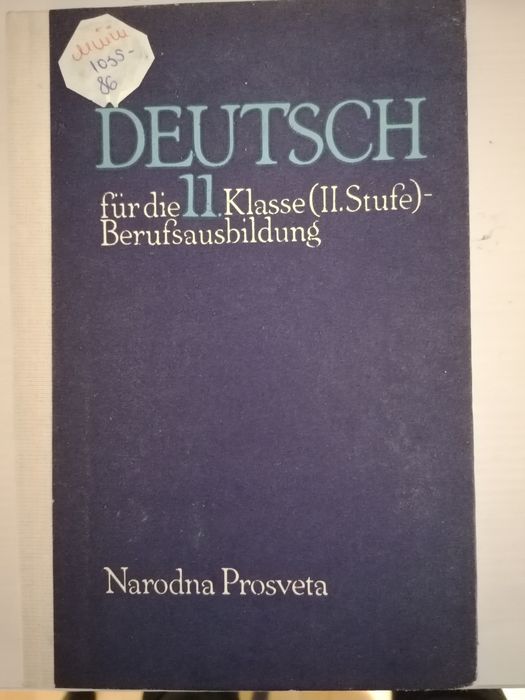 1055-
86
DEUTSCH
für die 11. Klasse (II. Stufe)-
Berufsausbildung
Narodna Prosveta